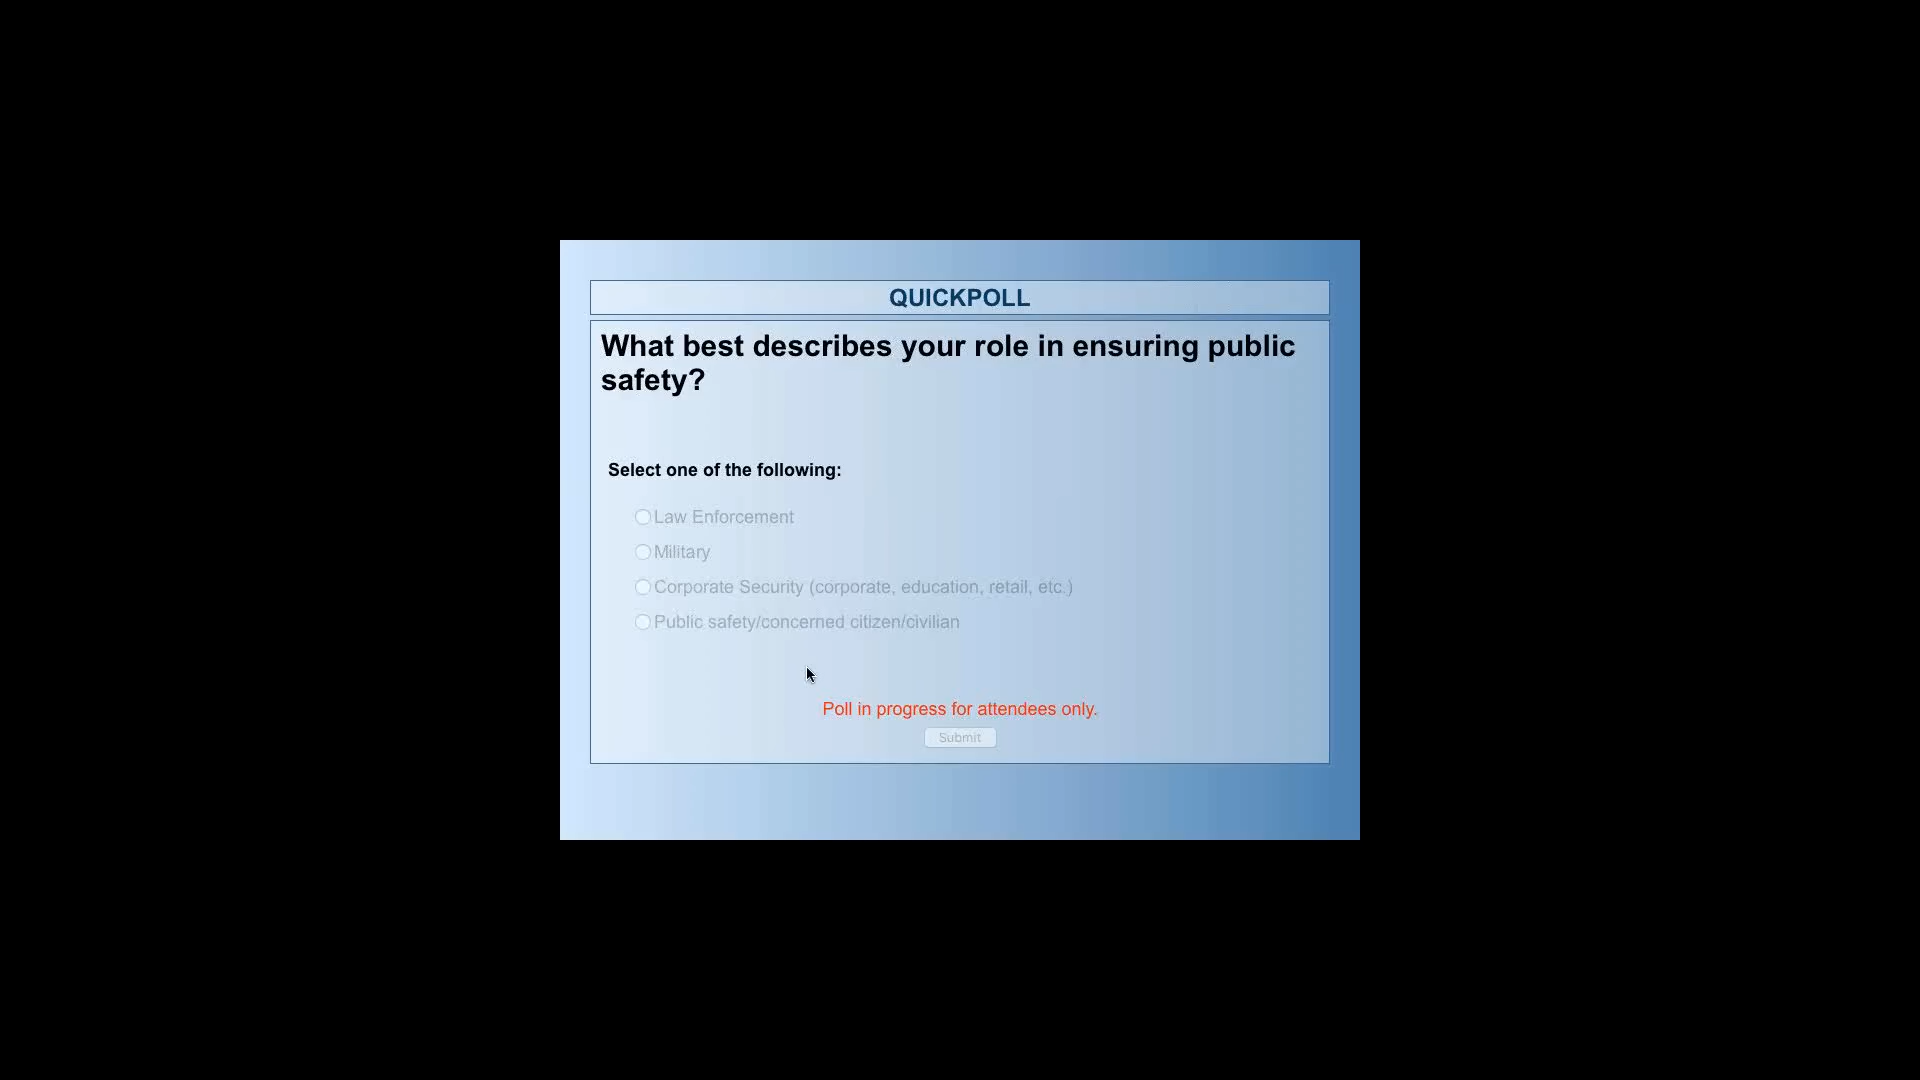 QUICKPOLL
What best describes your role in ensuring public
safety?
Select one of the following:
Law Enforcement
Military
Corporate Security (corporate, education, retail, etc.)
Public safety/concerned citizen/civilian
Poll in progress for attendees only.
Submit